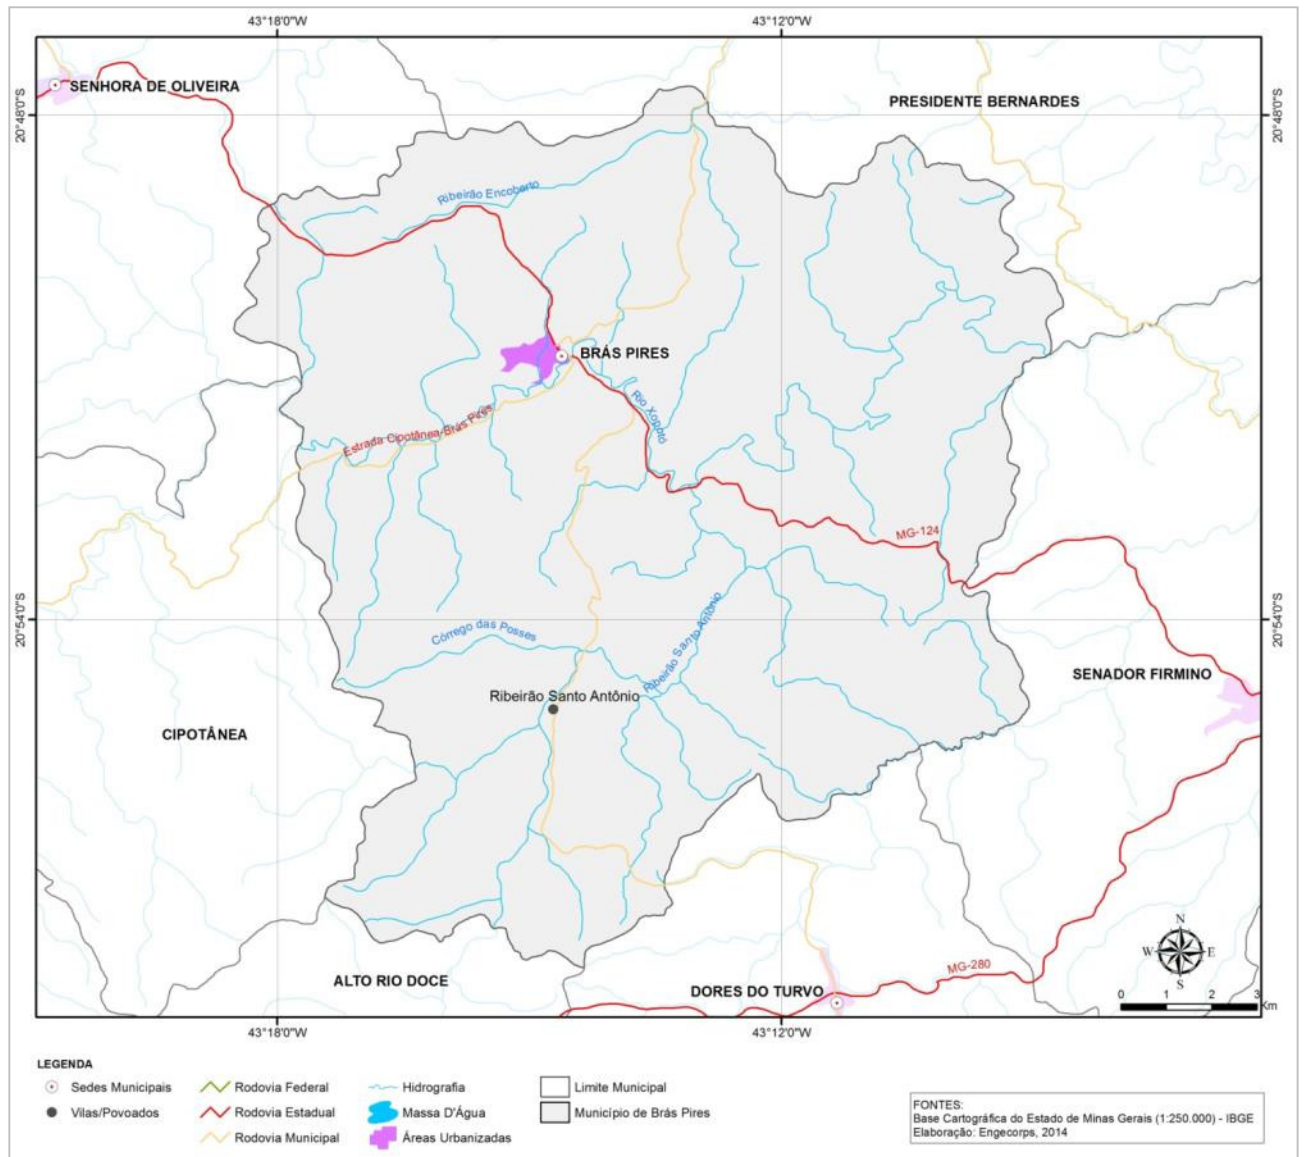 43°18'0"W
43°12'0"W
SENHORA DE OLIVEIRA
PRESIDENTE BERNARDES
20°48'0"S
20°48'0"S
Ribeirão Encoberto
BRÁS PIRES
Rio Xopotó
Estrada Cipotânea-Brás Pires
MG-124
20°54'0"S
20°54'0"S
Córrego das Posses
Ribeirão Santo Antônio
Ribeirão Santo Antônio
SENADOR FIRMINO
CIPOTÂNEA
ALTO RIO DOCE
DORES DO TURVO
MG-280
N
W
E
S
0 1 2 3
Km
43°18'0"W
43°12'0"W
LEGENDA
Sedes Municipais
Vilas/Povoados
Rodovia Federal
Rodovia Estadual
Rodovia Municipal
Hidrografia
Massa D'Água
Áreas Urbanizadas
Limite Municipal
Município de Brás Pires
FONTES:
Base Cartográfica do Estado de Minas Gerais (1:250.000) - IBGE
Elaboração: Engecorps, 2014